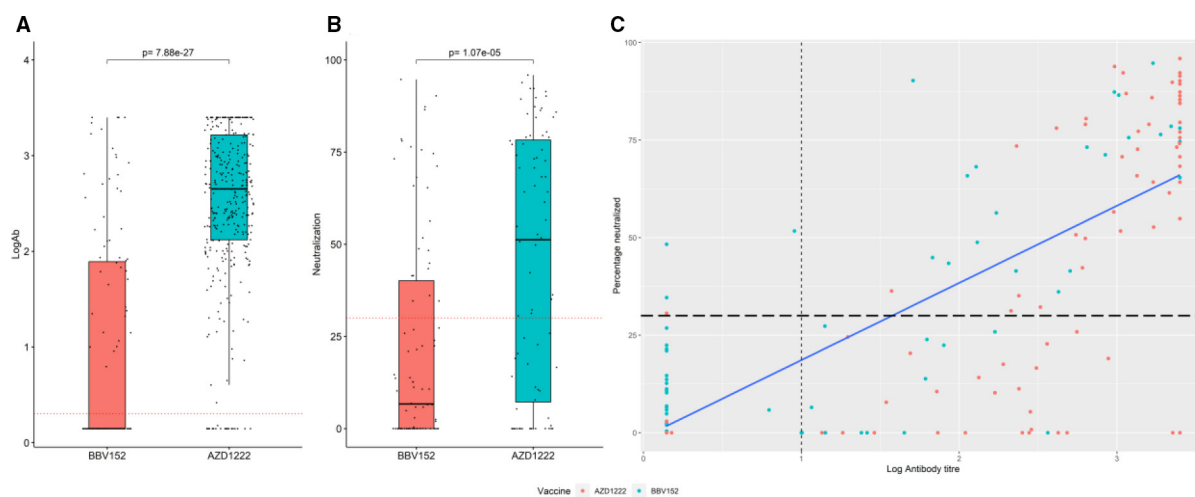 A
B
C
p= 7.88e-27
p= 1.07e-05
LogAb
4
3
2
1
0
BBV152
AZD1222
Neutralization
100
75
50
25
0
BBV152
AZD1222
Percentage neutralized
100
75
50
25
0
0
1
2
3
Log Antibody titre
Vaccine AZD1222 BBV152